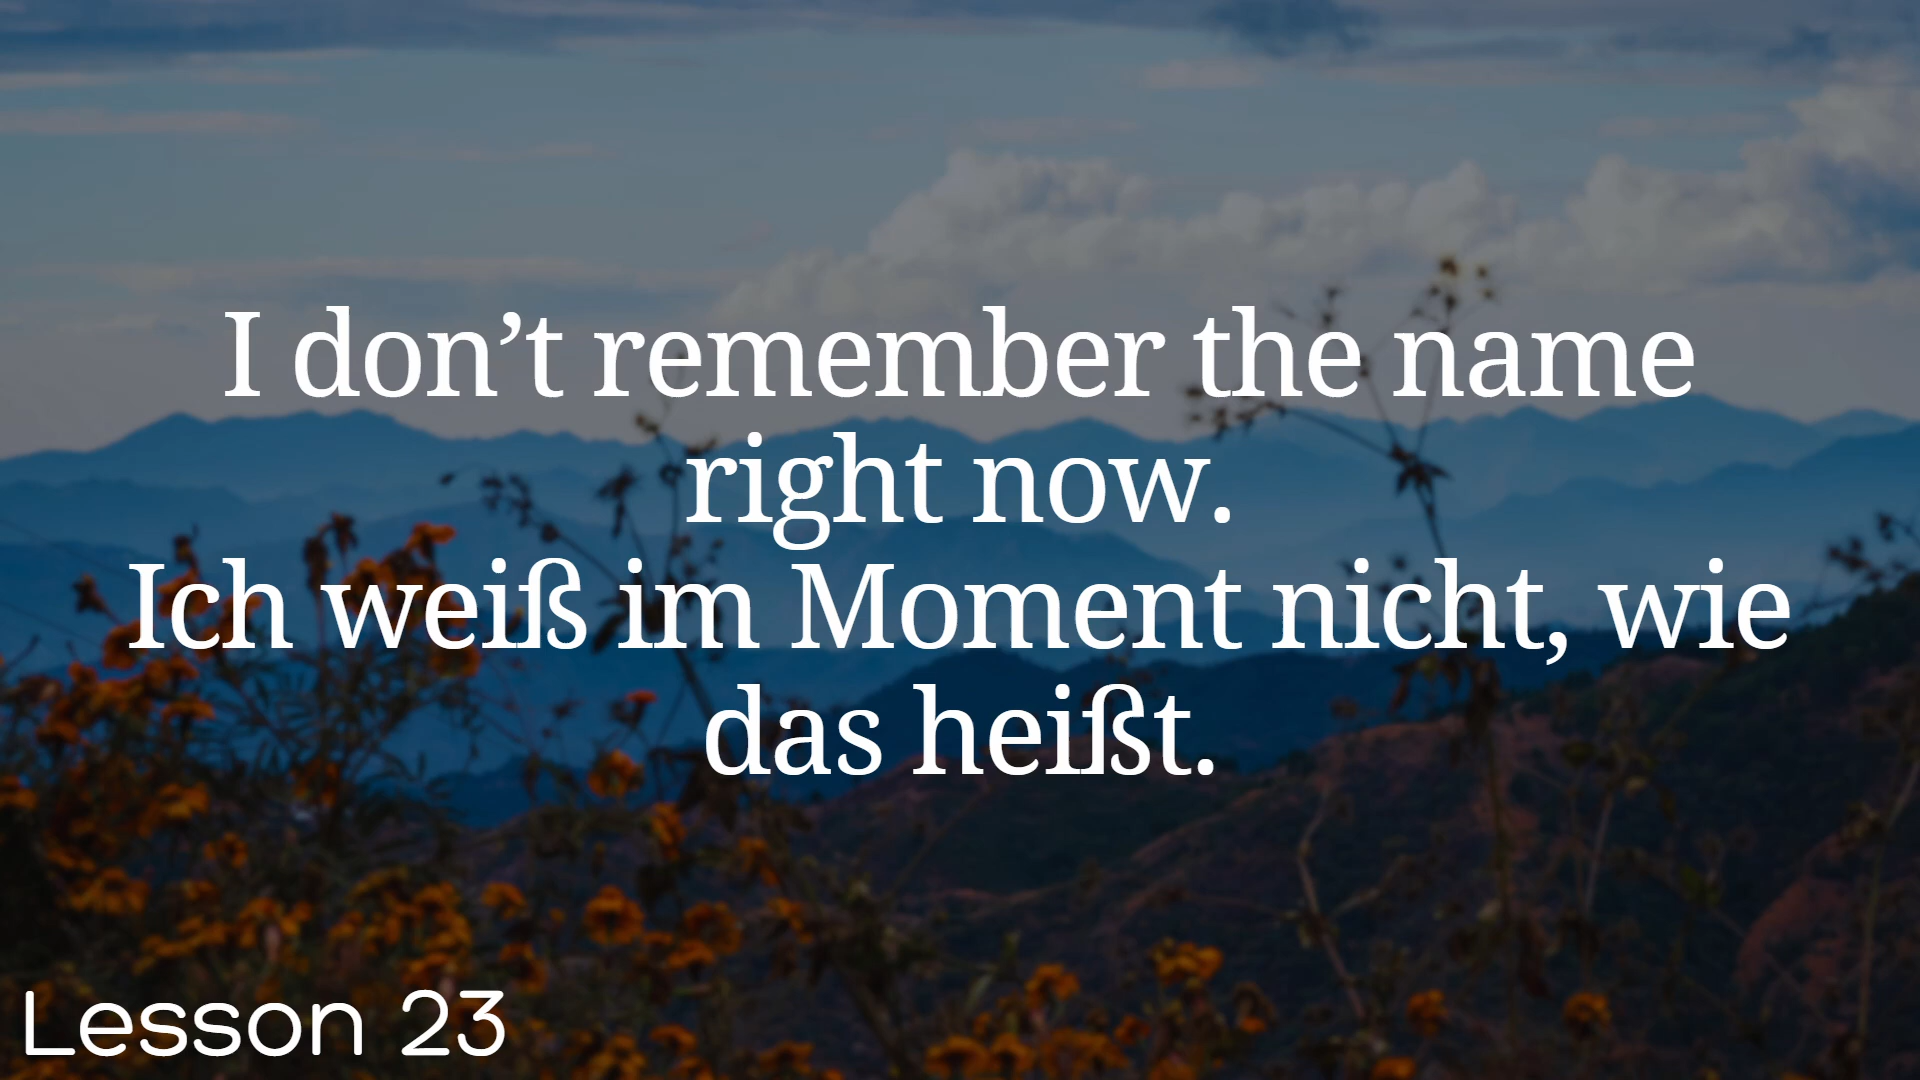 I don’t remember the name
right now.
Ich weiß im Moment nicht, wie
das heißt.
Lesson 23